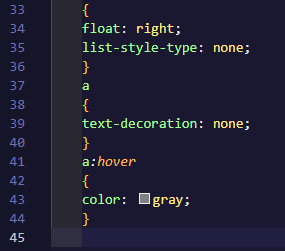 33 {
34 float: right;
35 list-style-type: none;
36 }
37 a
38 {
39 text-decoration: none;
40 }
41 a:hover
42 {
43 color: gray;
44 }
45